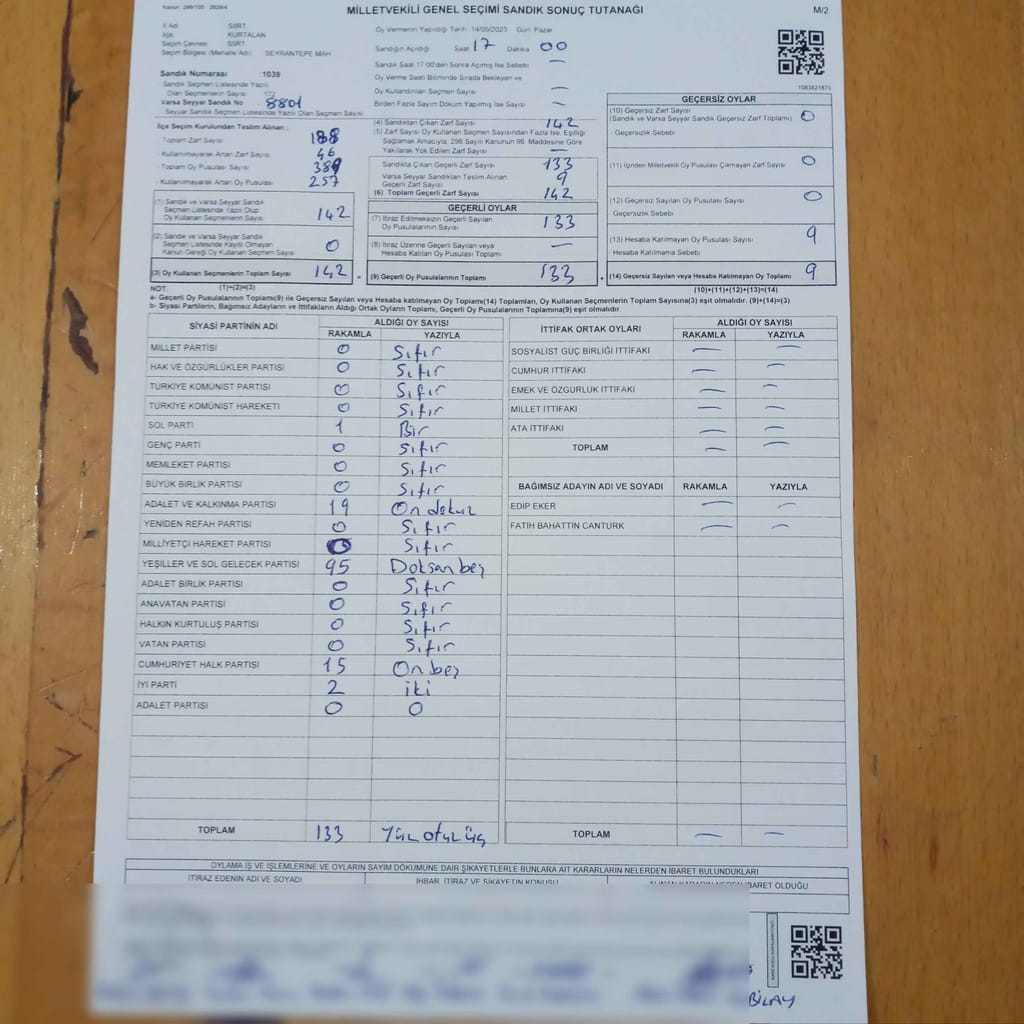 MİLLETVEKİLİ GENEL SEÇİMİ SANDIK SONUÇ TUTANAĞI
M/2
İl Adı SİİRT
İlçe KURTALAN
Seçim Çevresi SİİRT
Seçim Bölgesi (Mahalle Adı) SEYRANTEPE MAH.
Sandık Numarası :1039
Sandık Seçmen Listesinde Yazılı
Olan Seçmenlerin Sayısı 172
Varsa Seyyar Sandık No 8801
Seyyar Sandık Seçmen Listesinde Yazılı Olan Seçmen Sayısı
Oy Vermenin Yapıldığı Tarih 14/05/2023 Gün Pazar
Sandığın Açıldığı Saat 17 Dakika 00
Sandık Saat 17:00'den Sonra Açılmış İse Sebebi —
Oy Verme Saati Bitiminde Sırada Bekleyen ve
Oy Kullandırılan Seçmen Sayısı —
Birden Fazla Sayım Döküm Yapılmış İse Sayısı —
1083621873
İlçe Seçim Kurulundan Teslim Alınan :
Toplam Zarf Sayısı 188
Kullanılmayarak Artan Zarf Sayısı 46
Toplam Oy Pusulası Sayısı
Kullanılmayarak Artan Oy Pusulası 257
(1) Sandık ve Varsa Seyyar Sandık
Seçmen Listesinde Yazılı Olup
Oy Kullanan Seçmenlerin Sayısı 142
(2) Sandık ve Varsa Seyyar Sandık
Seçmen Listesinde Kayıtlı Olmayan
Kanun Gereği Oy Kullanan Seçmen Sayısı 0
(3) Oy Kullanan Seçmenlerin Toplam Sayısı 142 =
(1)+(2)=(3)
(4) Sandıktan Çıkan Zarf Sayısı 142
(5) Zarf Sayısı Oy Kullanan Seçmen Sayısından Fazla İse, Eşitliği
Sağlamak Amacıyla, 298 Sayılı Kanunun 98. Maddesine Göre
Yakılarak Yok Edilen Zarf Sayısı —
Sandıkta Çıkan Geçerli Zarf Sayısı 133
Varsa Seyyar Sandıktan Teslim Alınan
Geçerli Zarf Sayısı 9
(6) Toplam Geçerli Zarf Sayısı 142
GEÇERLİ OYLAR
(7) İtiraz Edilmeksizin Geçerli Sayılan
Oy Pusulalarının Sayısı 133
(8) İtiraz Üzerine Geçerli Sayılan veya
Hesaba Katılan Oy Pusulası Toplamı —
(9) Geçerli Oy Pusulalarının Toplamı 133 +
GEÇERSİZ OYLAR
(10) Geçersiz Zarf Sayısı
(Sandık ve Varsa Seyyar Sandık Geçersiz Zarf Toplamı) 0
- Geçersizlik Sebebi
(11) İçinden Milletvekili Oy Pusulası Çıkmayan Zarf Sayısı 0
(12) Geçersiz Sayılan Oy Pusulası Sayısı 0
Geçersizlik Sebebi
(13) Hesaba Katılmayan Oy Pusulası Sayısı 9
- Hesaba Katılmama Sebebi
(14) Geçersiz Sayılan veya Hesaba Katılmayan Oy Toplamı 9
(10)+(11)+(12)+(13)=(14)
NOT:
a- Geçerli Oy Pusulaları Toplamı(9) ile Geçersiz Sayılan veya Hesaba katılmayan Oy Toplamı(14) Toplamları, Oy Kullanan Seçmenlerin Toplam Sayısına(3) eşit olmalıdır. (9)+(14)=(3)
b- Siyasi Partilerin, Bağımsız Adayların ve İttifakların Aldığı Ortak Oyların Toplamı, Geçerli Oy Pusulalarının Toplamına(9) eşit olmalıdır.
SİYASİ PARTİNİN ADI ALDIĞI OY SAYISI
RAKAMLA YAZIYLA
MİLLET PARTİSİ 0 Sıfır
HAK VE ÖZGÜRLÜKLER PARTİSİ 0 Sıfır
TÜRKİYE KOMÜNİST PARTİSİ 0 Sıfır
TÜRKİYE KOMÜNİST HAREKETİ 0 Sıfır
SOL PARTİ 1 Bir
GENÇ PARTİ 0 Sıfır
MEMLEKET PARTİSİ 0 Sıfır
BÜYÜK BİRLİK PARTİSİ 0 Sıfır
ADALET VE KALKINMA PARTİSİ 19 On dokuz
YENİDEN REFAH PARTİSİ 0 Sıfır
MİLLİYETÇİ HAREKET PARTİSİ 0 Sıfır
YEŞİLLER VE SOL GELECEK PARTİSİ 95 Doksan beş
ADALET BİRLİK PARTİSİ 0 Sıfır
ANAVATAN PARTİSİ 0 Sıfır
HALKIN KURTULUŞ PARTİSİ 0 Sıfır
VATAN PARTİSİ 0 Sıfır
CUMHURİYET HALK PARTİSİ 15 On beş
İYİ PARTİ 2 iki
ADALET PARTİSİ 0 0
TOPLAM 133 Yüz otuz üç
İTTİFAK ORTAK OYLARI ALDIĞI OY SAYISI
RAKAMLA YAZIYLA
SOSYALİST GÜÇ BİRLİĞİ İTTİFAKI — —
CUMHUR İTTİFAKI — —
EMEK VE ÖZGÜRLÜK İTTİFAKI — —
MİLLET İTTİFAKI — —
ATA İTTİFAKI — —
TOPLAM — —
BAĞIMSIZ ADAYIN ADI VE SOYADI RAKAMLA YAZIYLA
EDİP EKER — —
FATİH BAHATTİN CANTÜRK — —
TOPLAM — —
OYLAMA İŞ VE İŞLEMLERİNE VE OYLARIN SAYIM DÖKÜMÜNE DAİR ŞİKAYETLERLE BUNLARA AİT KARARLARIN NELERDEN İBARET BULUNDUKLARI
İTİRAZ EDENİN ADI VE SOYADI İHBAR, İTİRAZ VE ŞİKAYETİN KONUSU ALINAN KARARIN NEDEN İBARET OLDUĞU
BİLAY